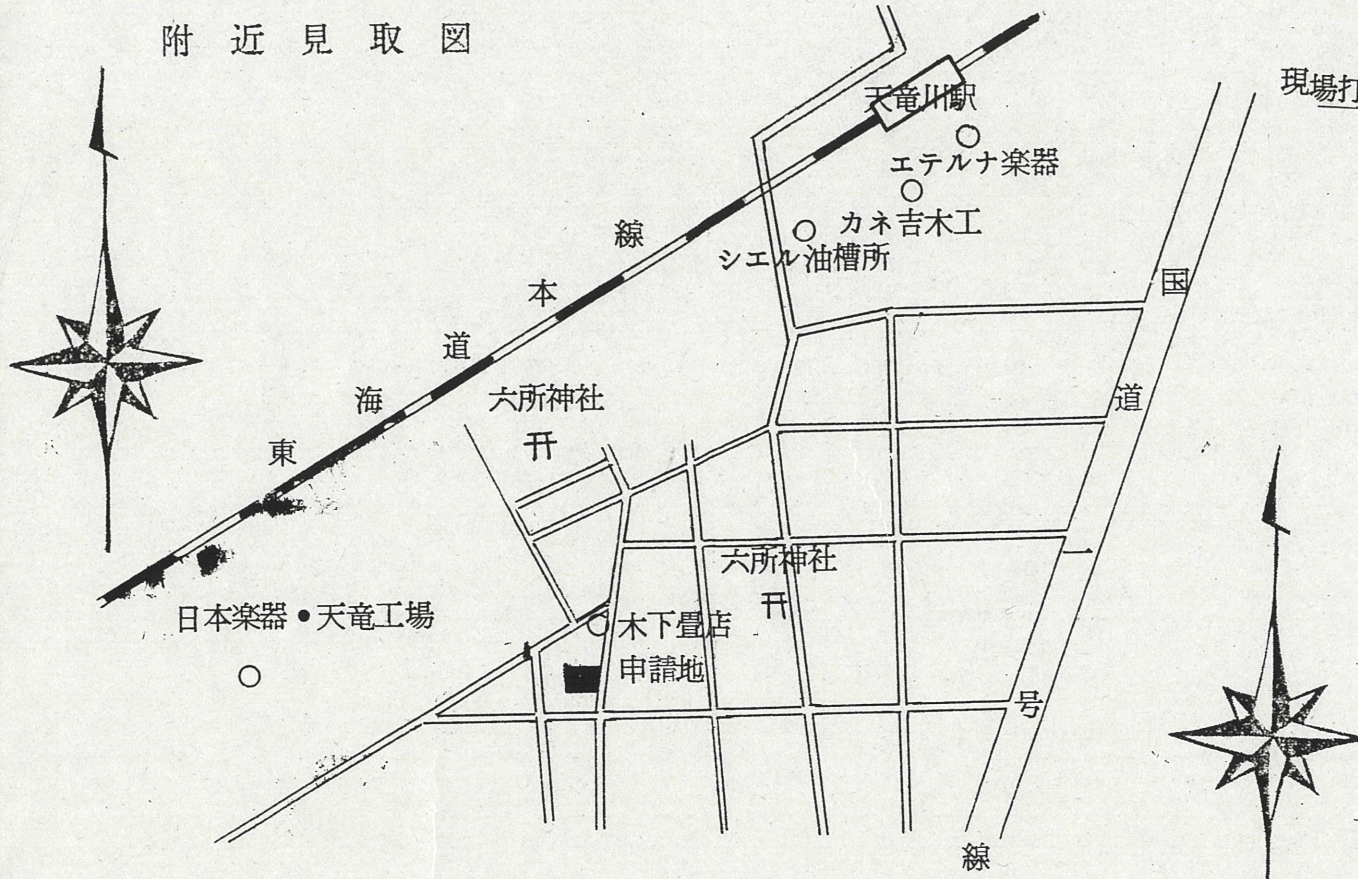 附近見取図
現場打
天竜川駅
エテルナ楽器
カネ吉木工
シエル油槽所
東海道本線
国道一号線
六所神社
六所神社
日本楽器・天竜工場
木下畳店
申請地